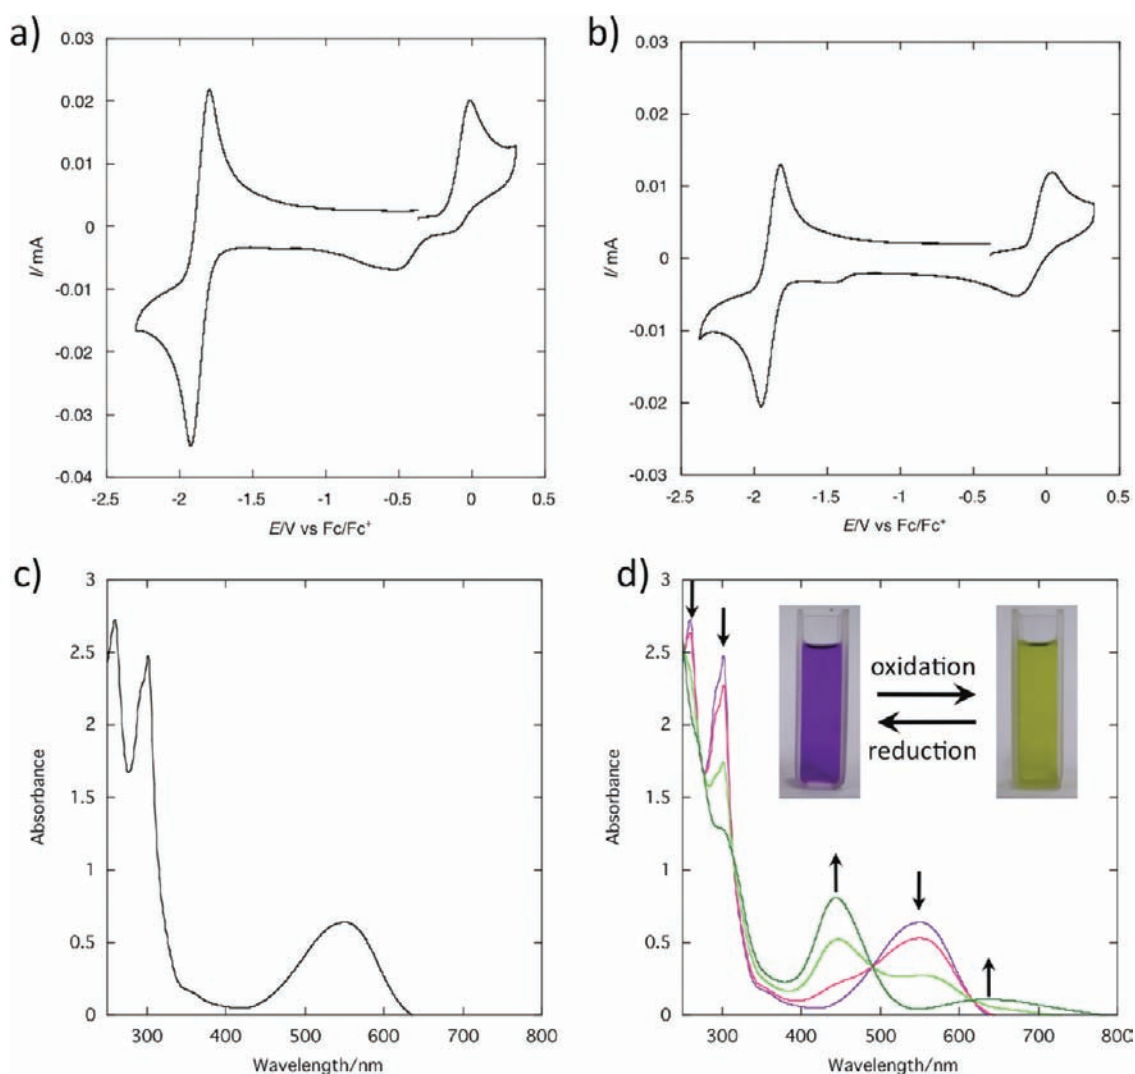 a)
0.03
0.02
0.01
0
-0.01
-0.02
-0.03
-0.04
I/mA
-2.5 -2 -1.5 -1 -0.5 0 0.5
E/V vs Fc/Fc⁺
b)
0.03
0.02
0.01
0
-0.01
-0.02
-0.03
I/mA
-2.5 -2 -1.5 -1 -0.5 0 0.5
E/V vs Fc/Fc⁺
c)
3
2.5
2
1.5
1
0.5
0
Absorbance
300 400 500 600 700 800
Wavelength/nm
d)
3
2.5
2
1.5
1
0.5
0
Absorbance
oxidation
reduction
300 400 500 600 700 800
Wavelength/nm